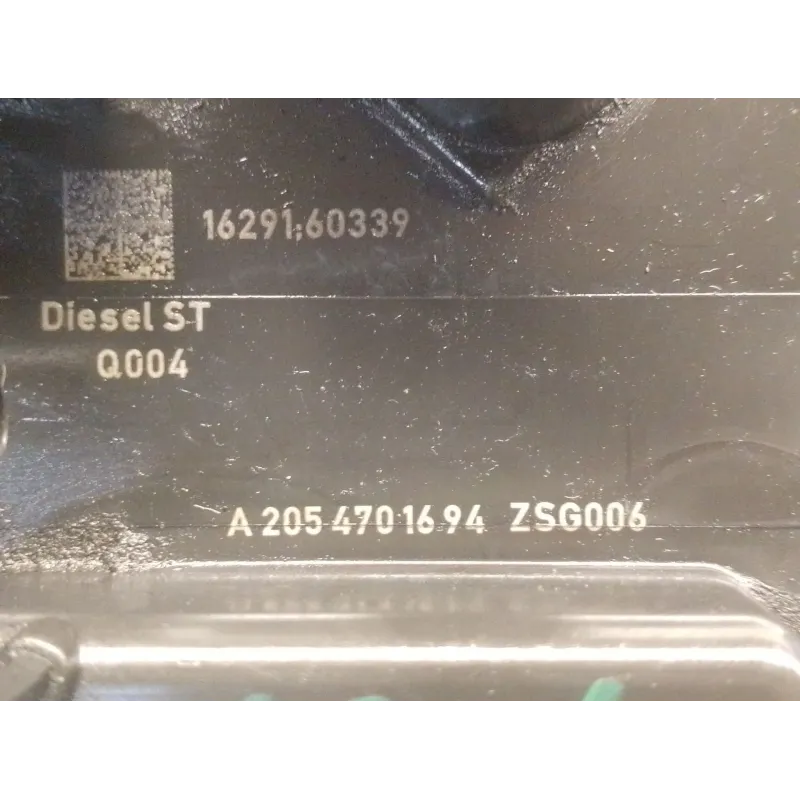 16291;60339
Diesel ST
Q004
A 205 470 16 94 ZSG006